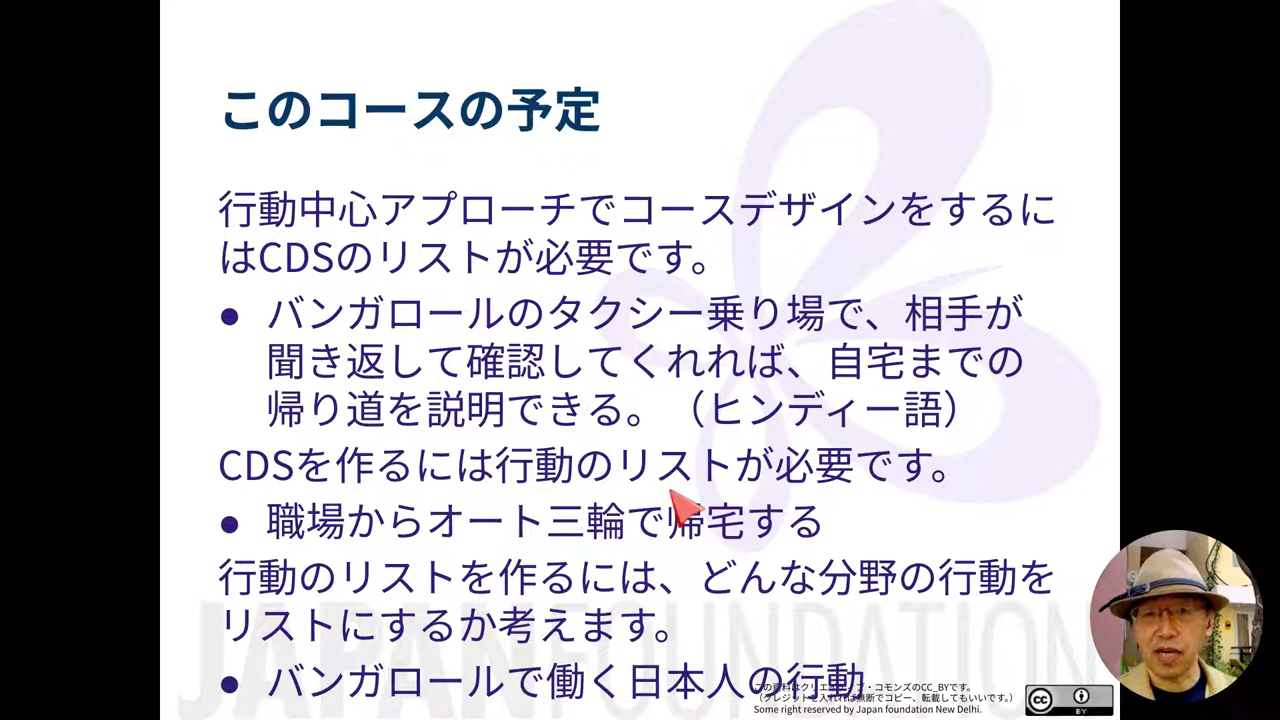 このコースの予定
行動中心アプローチでコースデザインをするに
はCDSのリストが必要です。
● バンガロールのタクシー乗り場で、相手が
聞き返して確認してくれれば、自宅までの
帰り道を説明できる。（ヒンディー語）
CDSを作るには行動のリストが必要です。
● 職場からオート三輪で帰宅する
行動のリストを作るには、どんな分野の行動を
リストにするか考えます。
● バンガロールで働く日本人の行動
この資料はクリエイティブ・コモンズのCC_BYです。
（クレジットを入れれば無断でコピー、転載してもいいです。）
Some right reserved by Japan foundation New Delhi.
cc BY
JAPANFOUNDATION